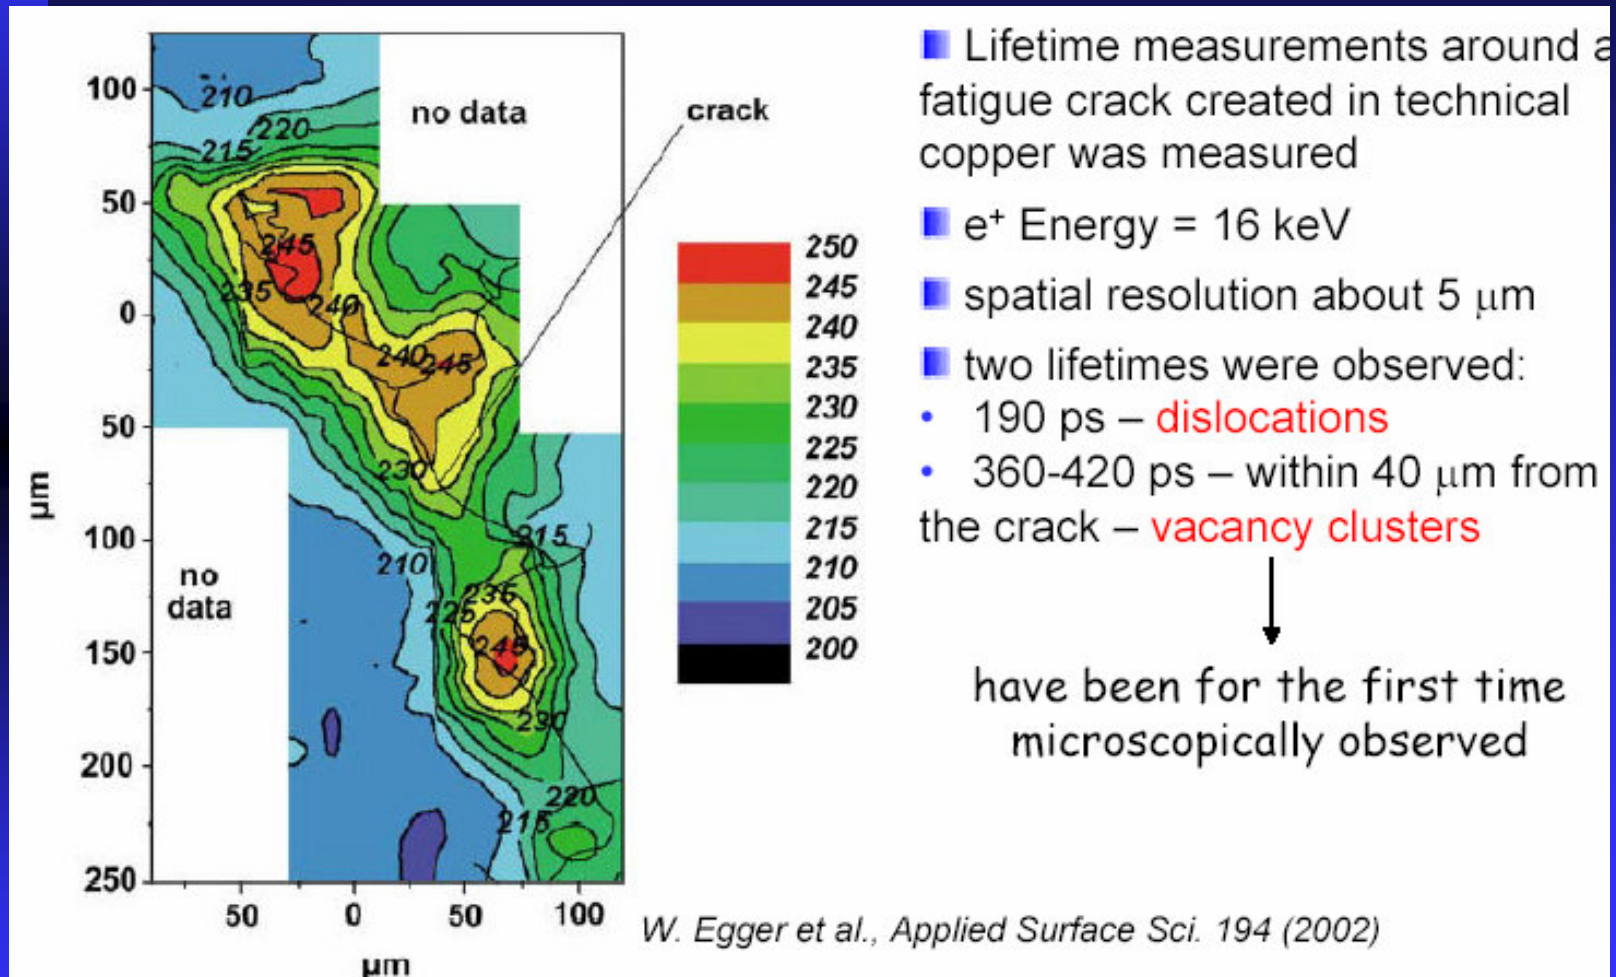 100
50
0
50
100
150
200
250
μm
50
0
50
100
μm
no data
no
data
crack
210
220
215
245
235
240
240
245
230
215
210
235
225
245
230
220
215
250
245
240
235
230
225
220
215
210
205
200
Lifetime measurements around a
fatigue crack created in technical
copper was measured
e⁺ Energy = 16 keV
spatial resolution about 5 μm
two lifetimes were observed:
• 190 ps – dislocations
• 360-420 ps – within 40 μm from
the crack – vacancy clusters
have been for the first time
microscopically observed
W. Egger et al., Applied Surface Sci. 194 (2002)